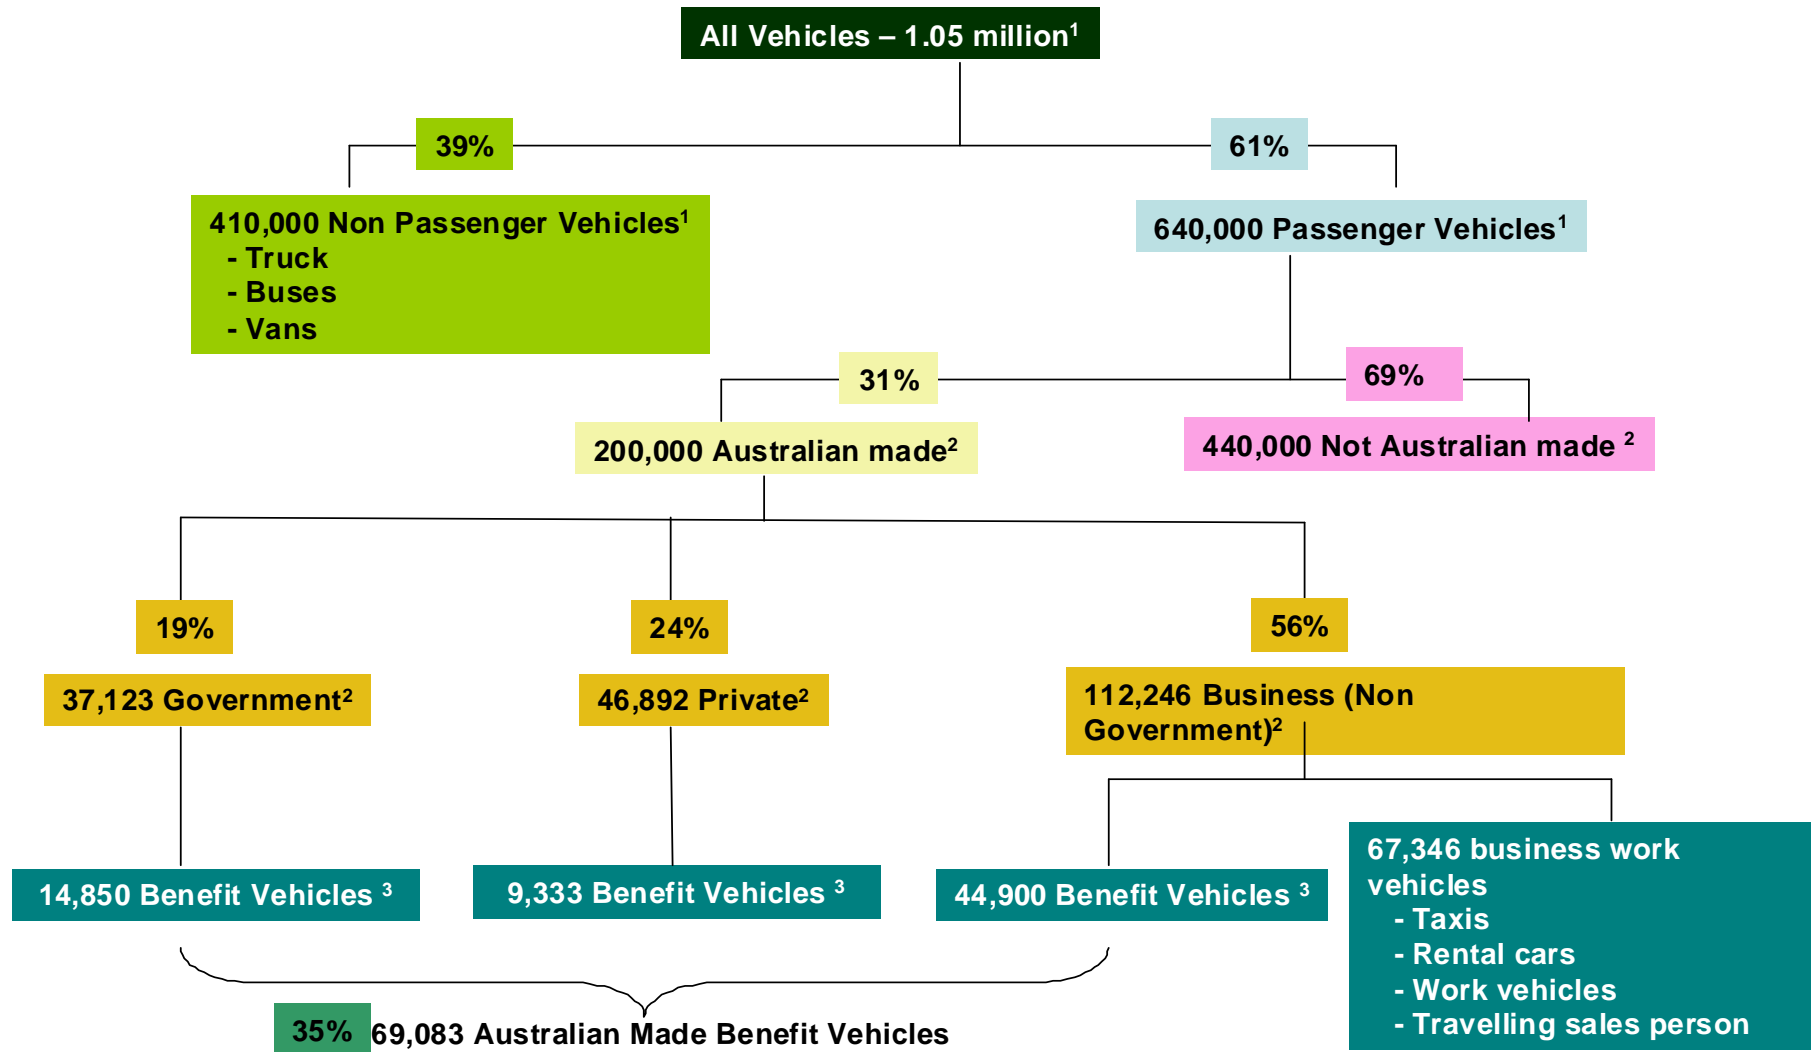 All Vehicles – 1.05 million¹
39%
61%
410,000 Non Passenger Vehicles¹
- Truck
- Buses
- Vans
640,000 Passenger Vehicles¹
31%
69%
200,000 Australian made²
440,000 Not Australian made ²
19%
24%
56%
37,123 Government²
46,892 Private²
112,246 Business (Non
Government)²
14,850 Benefit Vehicles ³
9,333 Benefit Vehicles ³
44,900 Benefit Vehicles ³
67,346 business work
vehicles
- Taxis
- Rental cars
- Work vehicles
- Travelling sales person
35% 69,083 Australian Made Benefit Vehicles